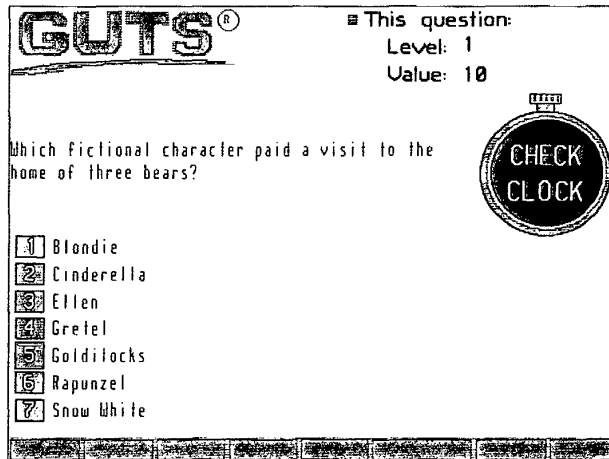 GUTS®
This question:
Level: 1
Value: 10
CHECK
CLOCK
Which fictional character paid a visit to the
home of three bears?
1 Blondie
2 Cinderella
3 Ellen
4 Gretel
5 Goldilocks
6 Rapunzel
7 Snow White